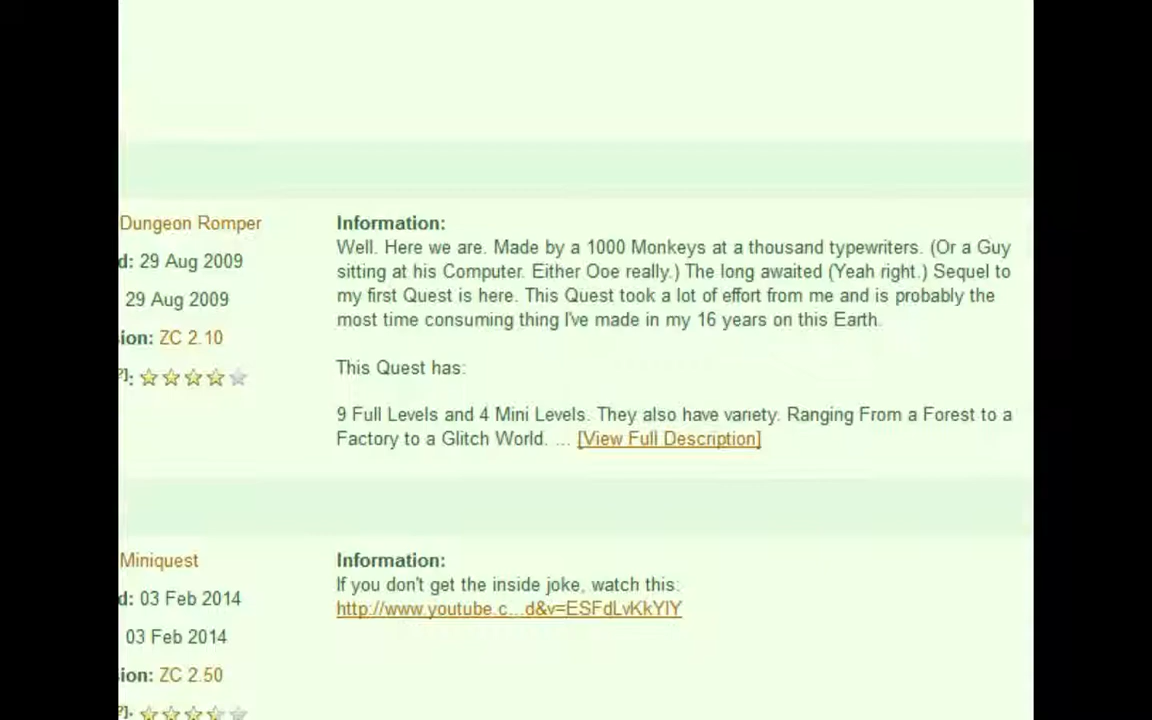 Dungeon Romper
d: 29 Aug 2009
29 Aug 2009
ion: ZC 2.10
?]:
Information:
Well. Here we are. Made by a 1000 Monkeys at a thousand typewriters. (Or a Guy
sitting at his Computer. Either Ooe really.) The long awaited (Yeah right.) Sequel to
my first Quest is here. This Quest took a lot of effort from me and is probably the
most time consuming thing I've made in my 16 years on this Earth.
This Quest has:
9 Full Levels and 4 Mini Levels. They also have variety. Ranging From a Forest to a
Factory to a Glitch World. ... [View Full Description]
Miniquest
d: 03 Feb 2014
03 Feb 2014
ion: ZC 2.50
?]:
Information:
If you don't get the inside joke, watch this:
http://www.youtube.c...d&v=ESFdLvKkYlY